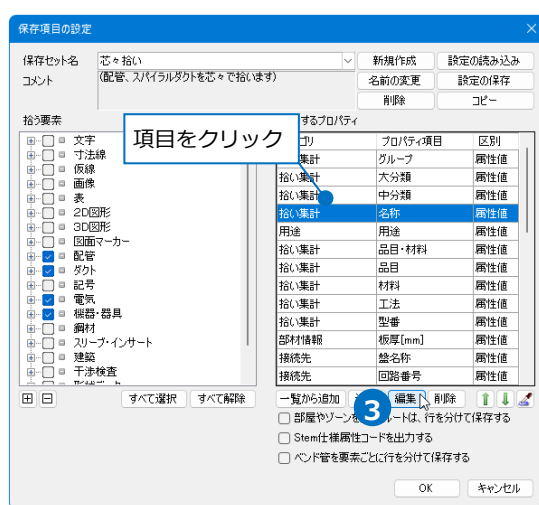 保存項目の設定
保存セット名 芯々拾い 新規作成 設定の読み込み
コメント (配管、スパイラルダクトを芯々で拾います) 名前の変更 設定の保存
削除 コピー
拾う要素
文字
寸法線
仮線
画像
表
2D図形
3D図形
図面マーカー
配管
ダクト
記号
電気
機器・器具
鋼材
スリーブ・インサート
建築
干渉検査
すべて選択 すべて解除
項目をクリック
するプロパティ
ゴリ プロパティ項目 区別
集計 グループ 属性値
拾い集計 大分類 属性値
拾い集計 中分類 属性値
拾い集計 名称 属性値
用途 用途 属性値
拾い集計 品目・材料 属性値
拾い集計 品目 属性値
拾い集計 材料 属性値
拾い集計 工法 属性値
拾い集計 型番 属性値
部材情報 板厚[mm] 属性値
接続先 盤名称 属性値
接続先 回路番号 属性値
一覧から追加 編集 削除
3
部屋やゾーンを ルートは、行を分けて保存する
Stem仕様属性コードを出力する
ベンド管を要素ごとに行を分けて保存する
OK キャンセル